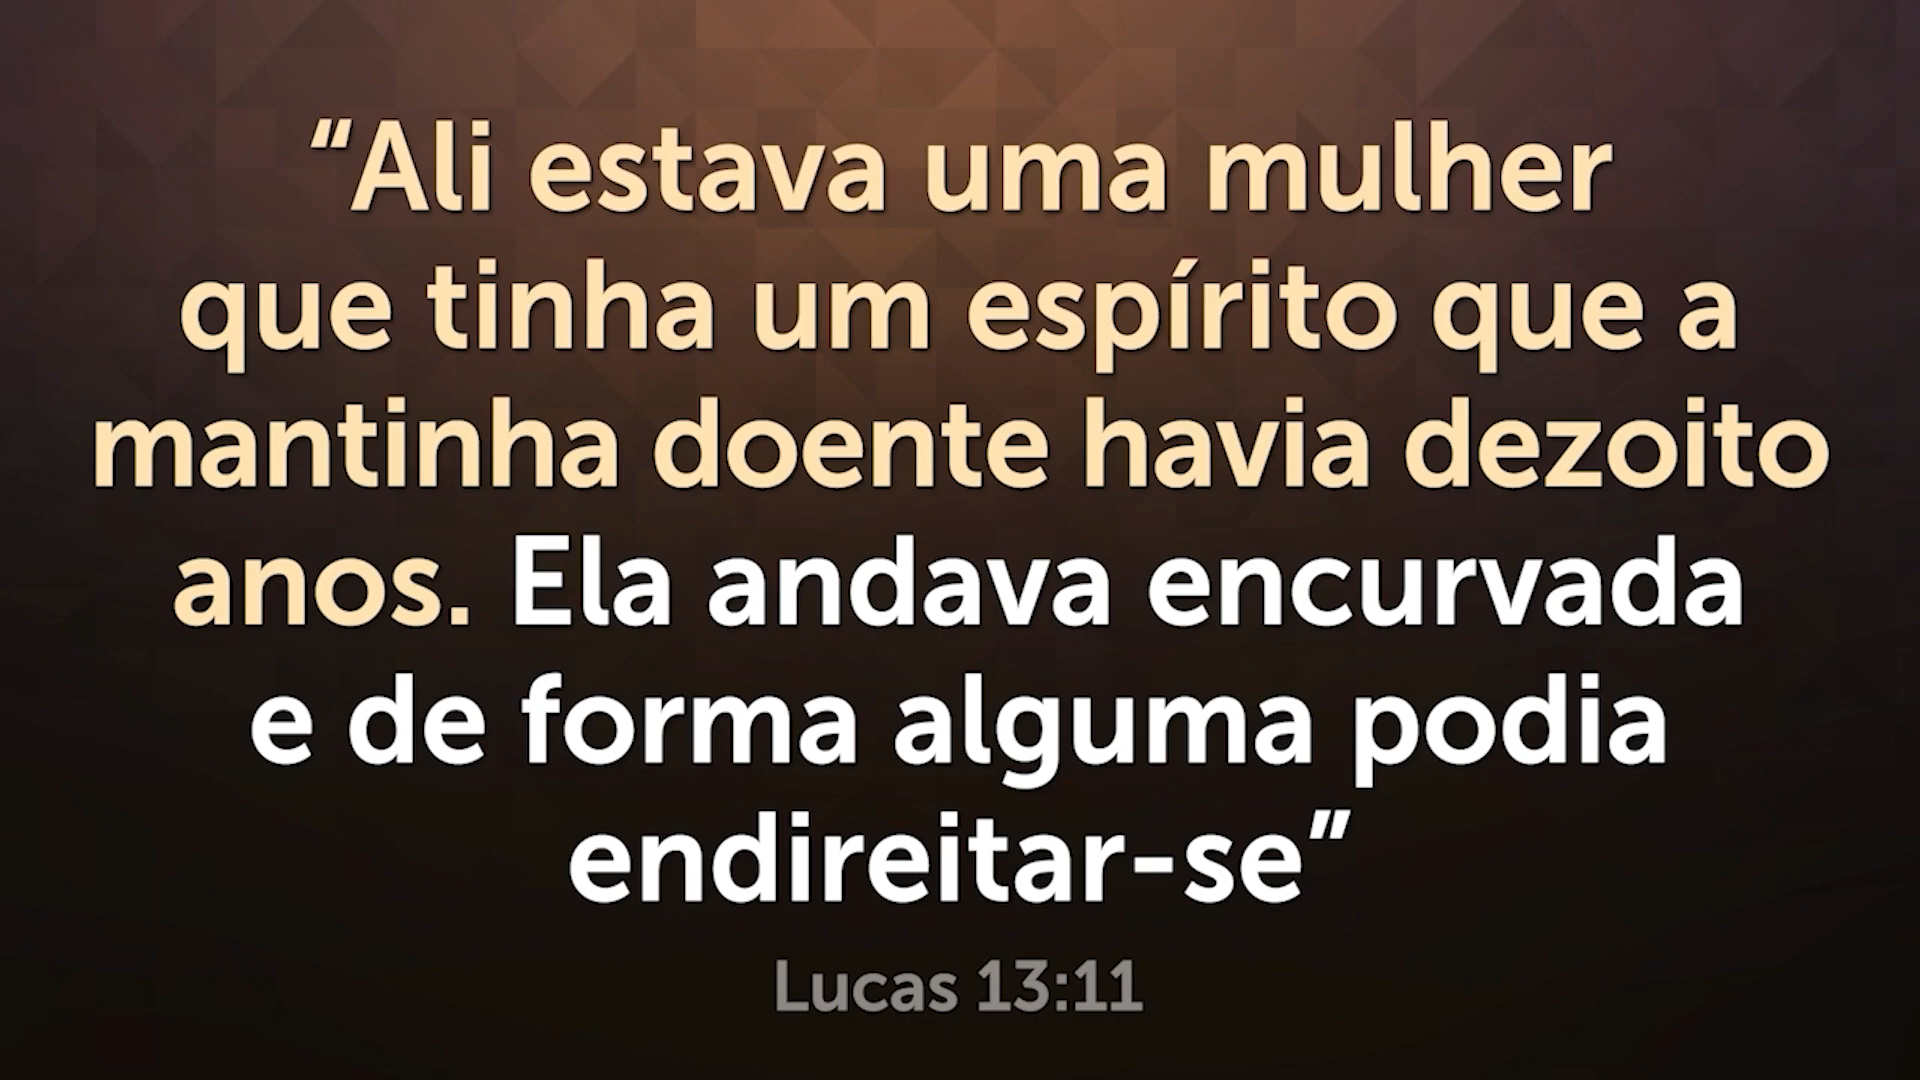 “Ali estava uma mulher
que tinha um espírito que a
mantinha doente havia dezoito
anos. Ela andava encurvada
e de forma alguma podia
endireitar-se”
Lucas 13:11